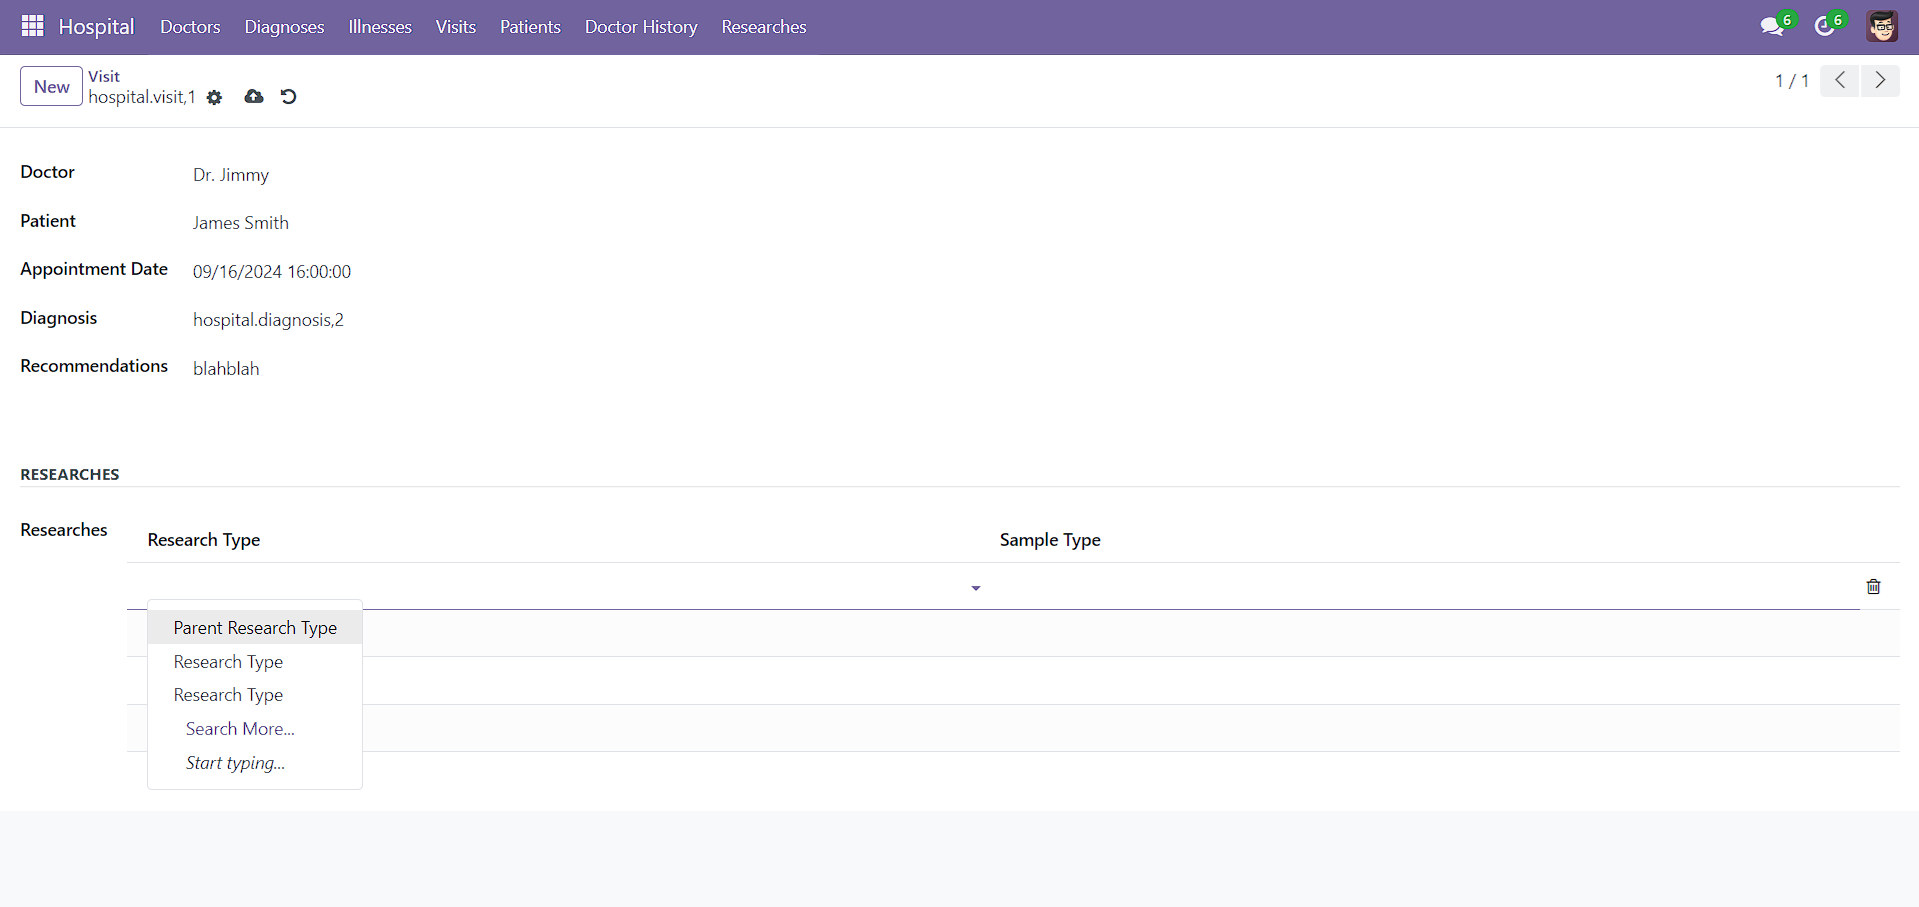 Hospital Doctors Diagnoses Illnesses Visits Patients Doctor History Researches 6 6
New Visit
hospital.visit,1
1 / 1
Doctor Dr. Jimmy
Patient James Smith
Appointment Date 09/16/2024 16:00:00
Diagnosis hospital.diagnosis,2
Recommendations blahblah
RESEARCHES
Researches Research Type Sample Type
Parent Research Type
Research Type
Research Type
Search More...
Start typing...